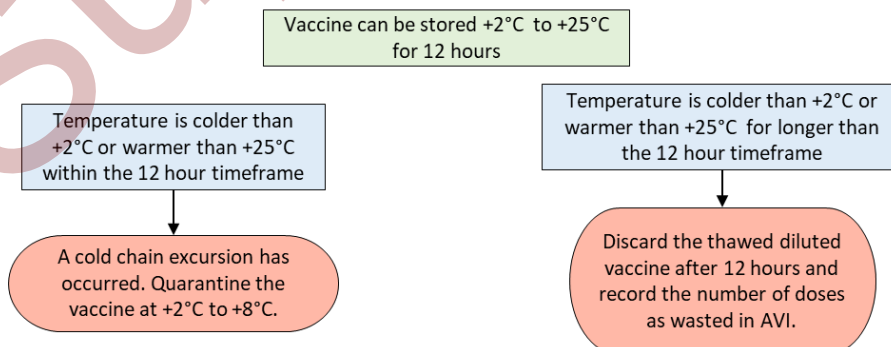 Vaccine can be stored +2°C to +25°C
for 12 hours
Temperature is colder than
+2°C or warmer than +25°C
within the 12 hour timeframe
Temperature is colder than +2°C or
warmer than +25°C for longer than
the 12 hour timeframe
A cold chain excursion has
occurred. Quarantine the
vaccine at +2°C to +8°C.
Discard the thawed diluted
vaccine after 12 hours and
record the number of doses
as wasted in AVI.